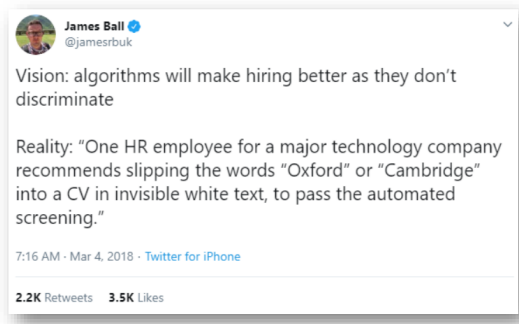 James Ball
@jamesrbuk
Vision: algorithms will make hiring better as they don't
discriminate
Reality: “One HR employee for a major technology company
recommends slipping the words “Oxford” or “Cambridge”
into a CV in invisible white text, to pass the automated
screening.”
7:16 AM · Mar 4, 2018 · Twitter for iPhone
2.2K Retweets 3.5K Likes